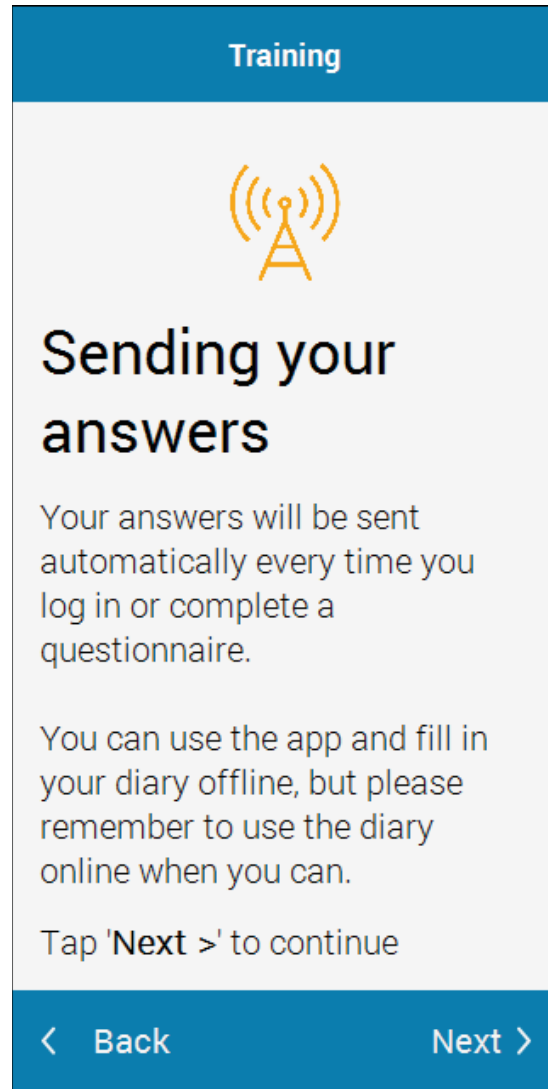 Training
Sending your
answers
Your answers will be sent
automatically every time you
log in or complete a
questionnaire.
You can use the app and fill in
your diary offline, but please
remember to use the diary
online when you can.
Tap 'Next >' to continue
< Back Next >